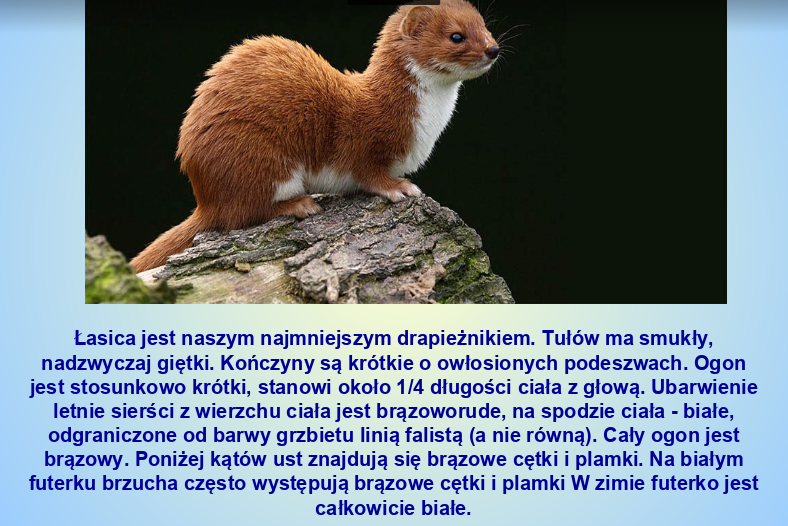 Łasica jest naszym najmniejszym drapieżnikiem. Tułów ma smukły,
nadzwyczaj giętki. Kończyny są krótkie o owłosionych podeszwach. Ogon
jest stosunkowo krótki, stanowi około 1/4 długości ciała z głową. Ubarwienie
letnie sierści z wierzchu ciała jest brązoworude, na spodzie ciała - białe,
odgraniczone od barwy grzbietu linią falistą (a nie równą). Cały ogon jest
brązowy. Poniżej kątów ust znajdują się brązowe cętki i plamki. Na białym
futerku brzucha często występują brązowe cętki i plamki W zimie futerko jest
całkowicie białe.